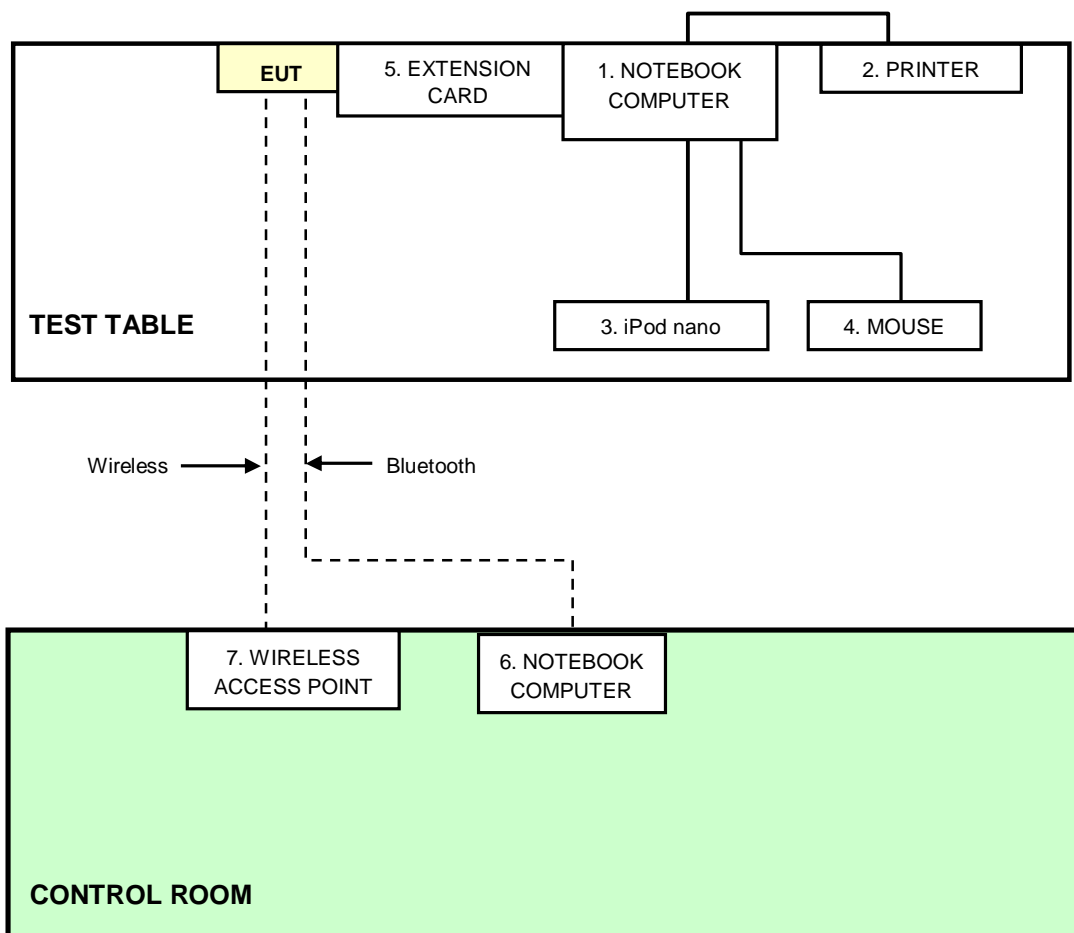 EUT
5. EXTENSION
CARD
1. NOTEBOOK
COMPUTER
2. PRINTER
3. iPod nano
4. MOUSE
TEST TABLE
Wireless
Bluetooth
7. WIRELESS
ACCESS POINT
6. NOTEBOOK
COMPUTER
CONTROL ROOM